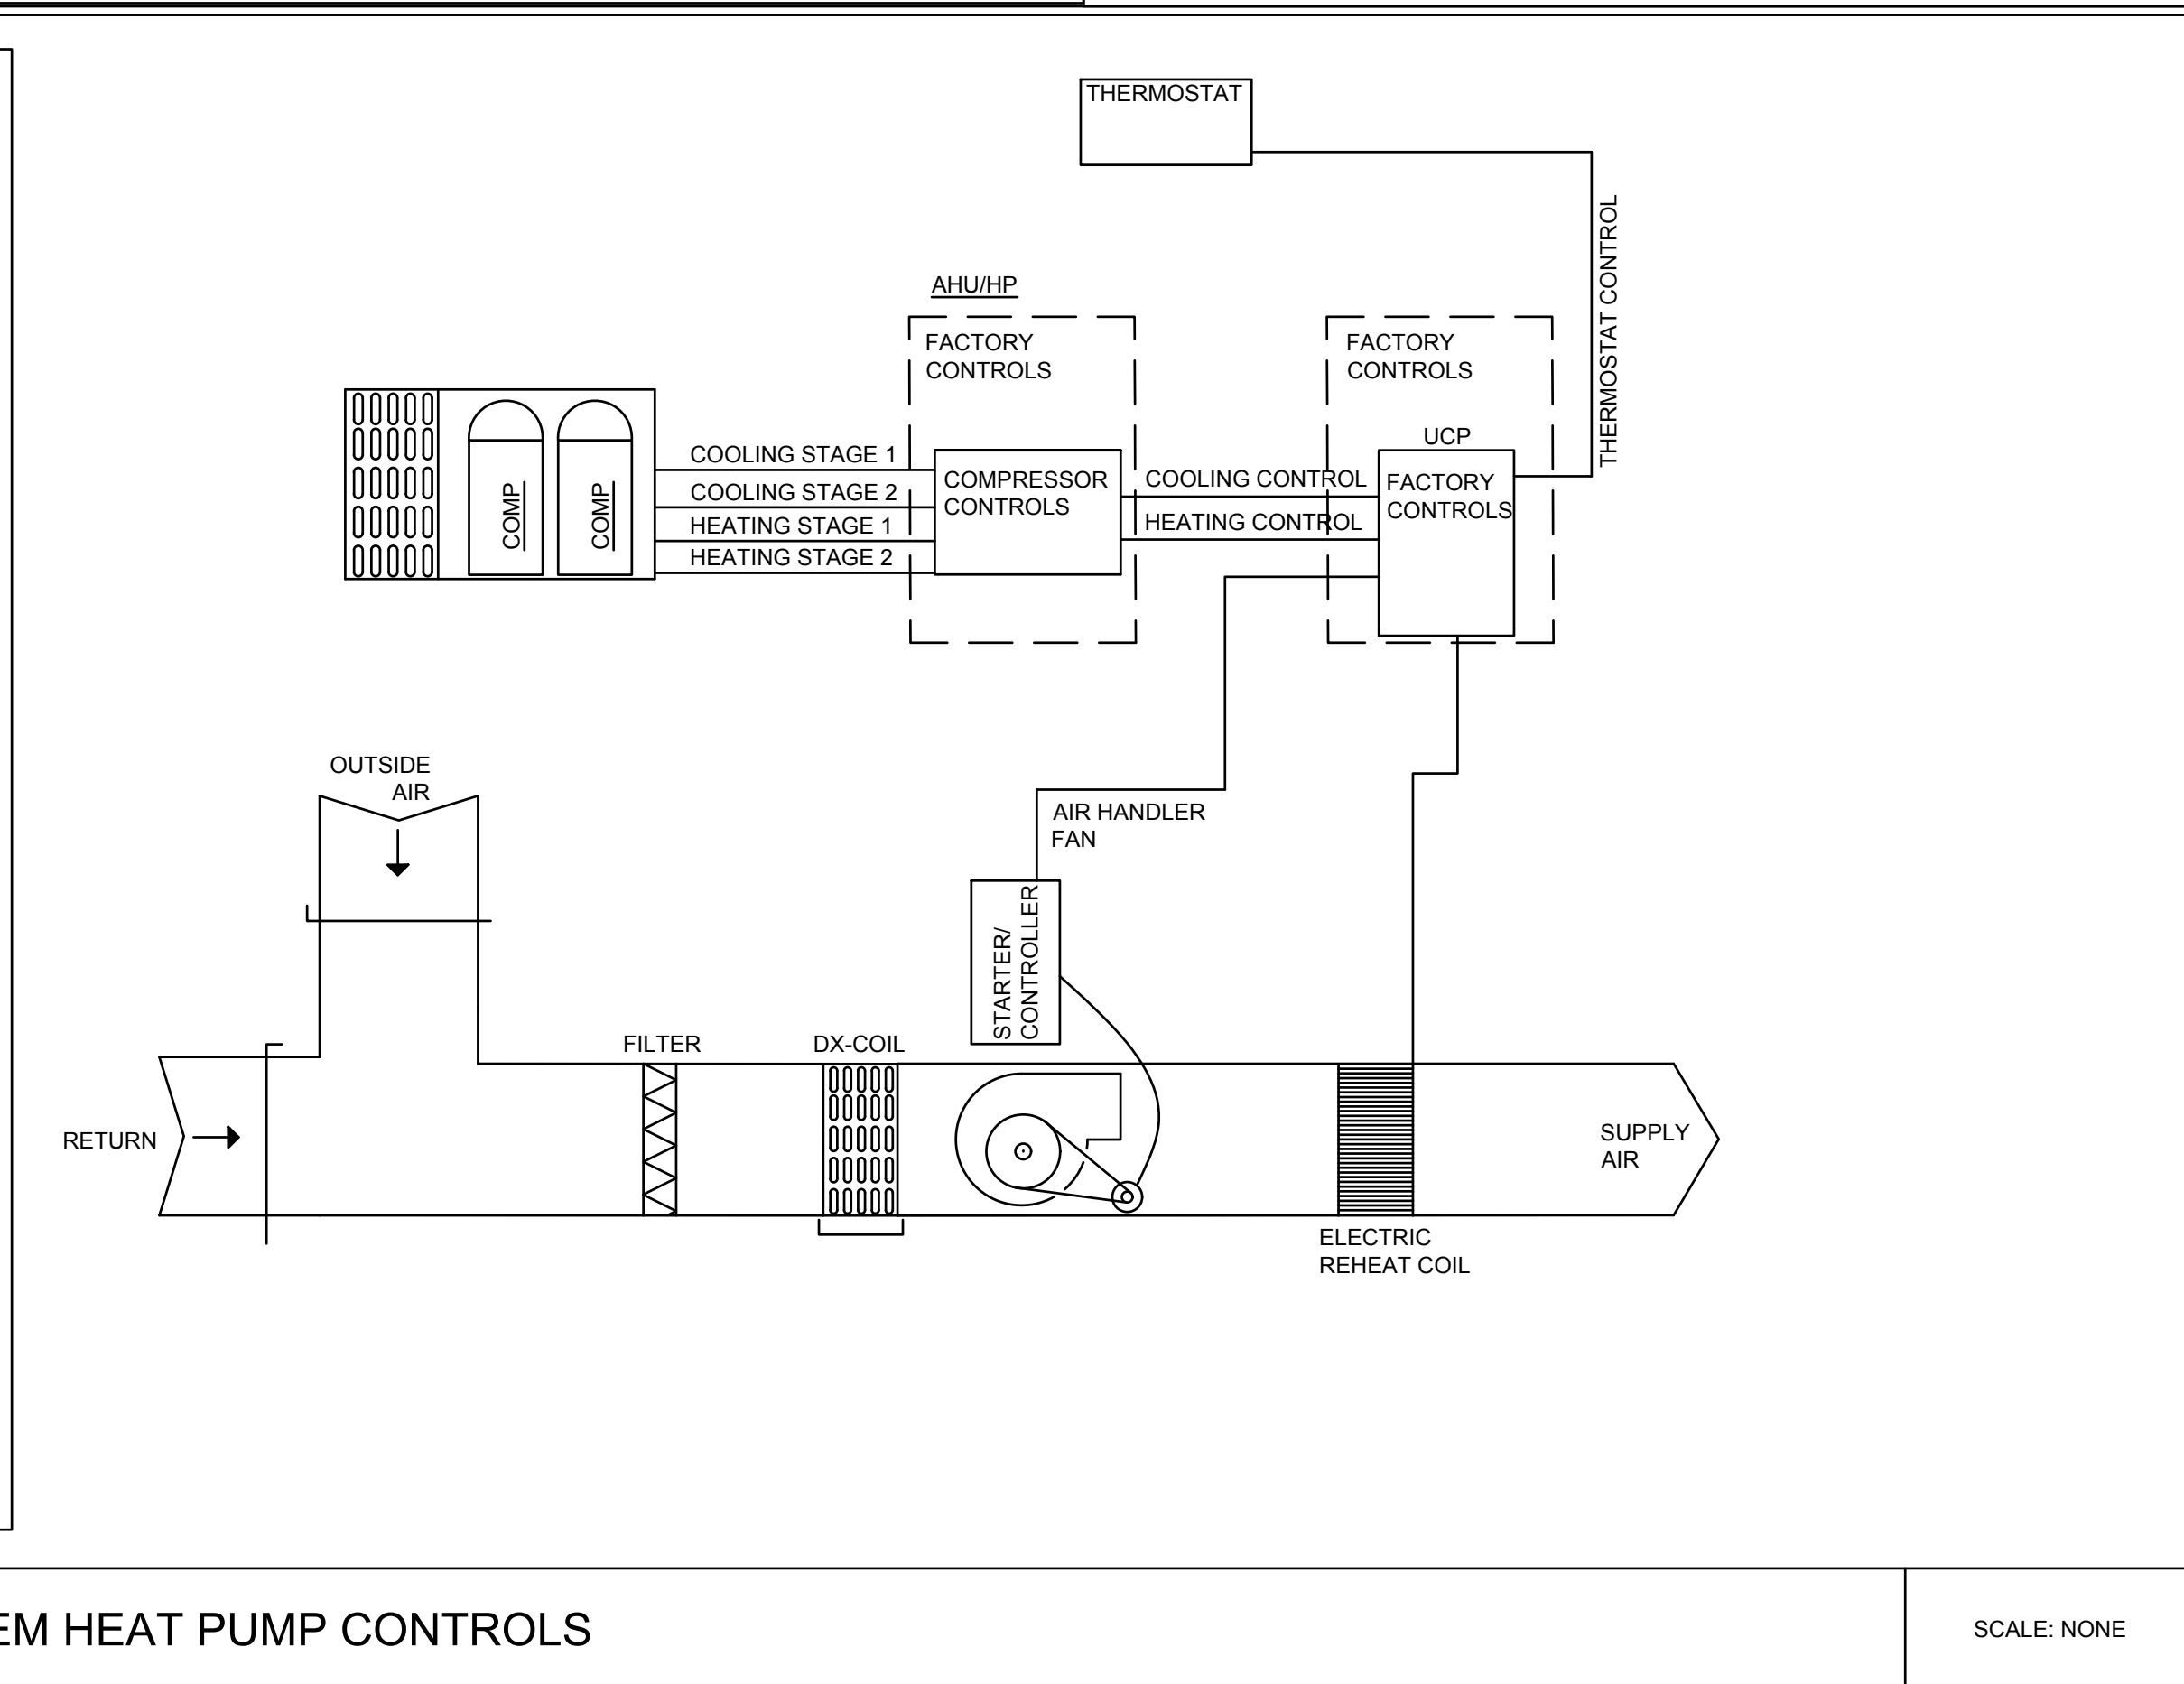 THERMOSTAT
THERMOSTAT CONTROL
AHU/HP
FACTORY
CONTROLS
FACTORY
CONTROLS
UCP
COMP
COMP
COOLING STAGE 1
COOLING STAGE 2
HEATING STAGE 1
HEATING STAGE 2
COMPRESSOR
CONTROLS
COOLING CONTROL
HEATING CONTROL
FACTORY
CONTROLS
OUTSIDE
AIR
AIR HANDLER
FAN
STARTER/
CONTROLLER
FILTER
DX-COIL
RETURN
SUPPLY
AIR
ELECTRIC
REHEAT COIL
EM HEAT PUMP CONTROLS
SCALE: NONE